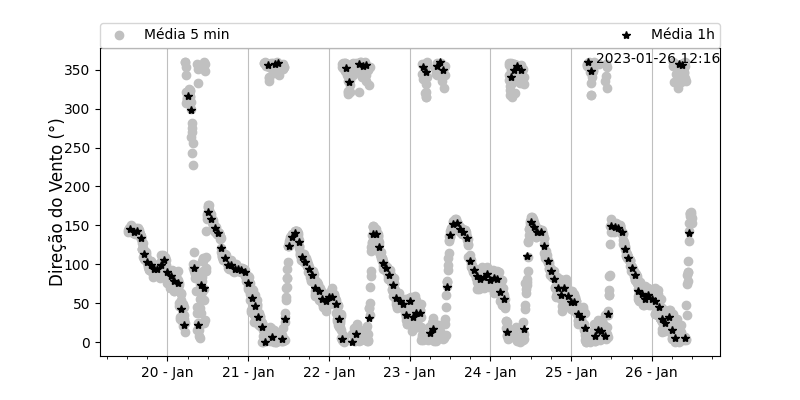 Média 5 min
Média 1h
2023-01-26 12:16
Direção do Vento (°)
350
300
250
200
150
100
50
0
20 - Jan
21 - Jan
22 - Jan
23 - Jan
24 - Jan
25 - Jan
26 - Jan